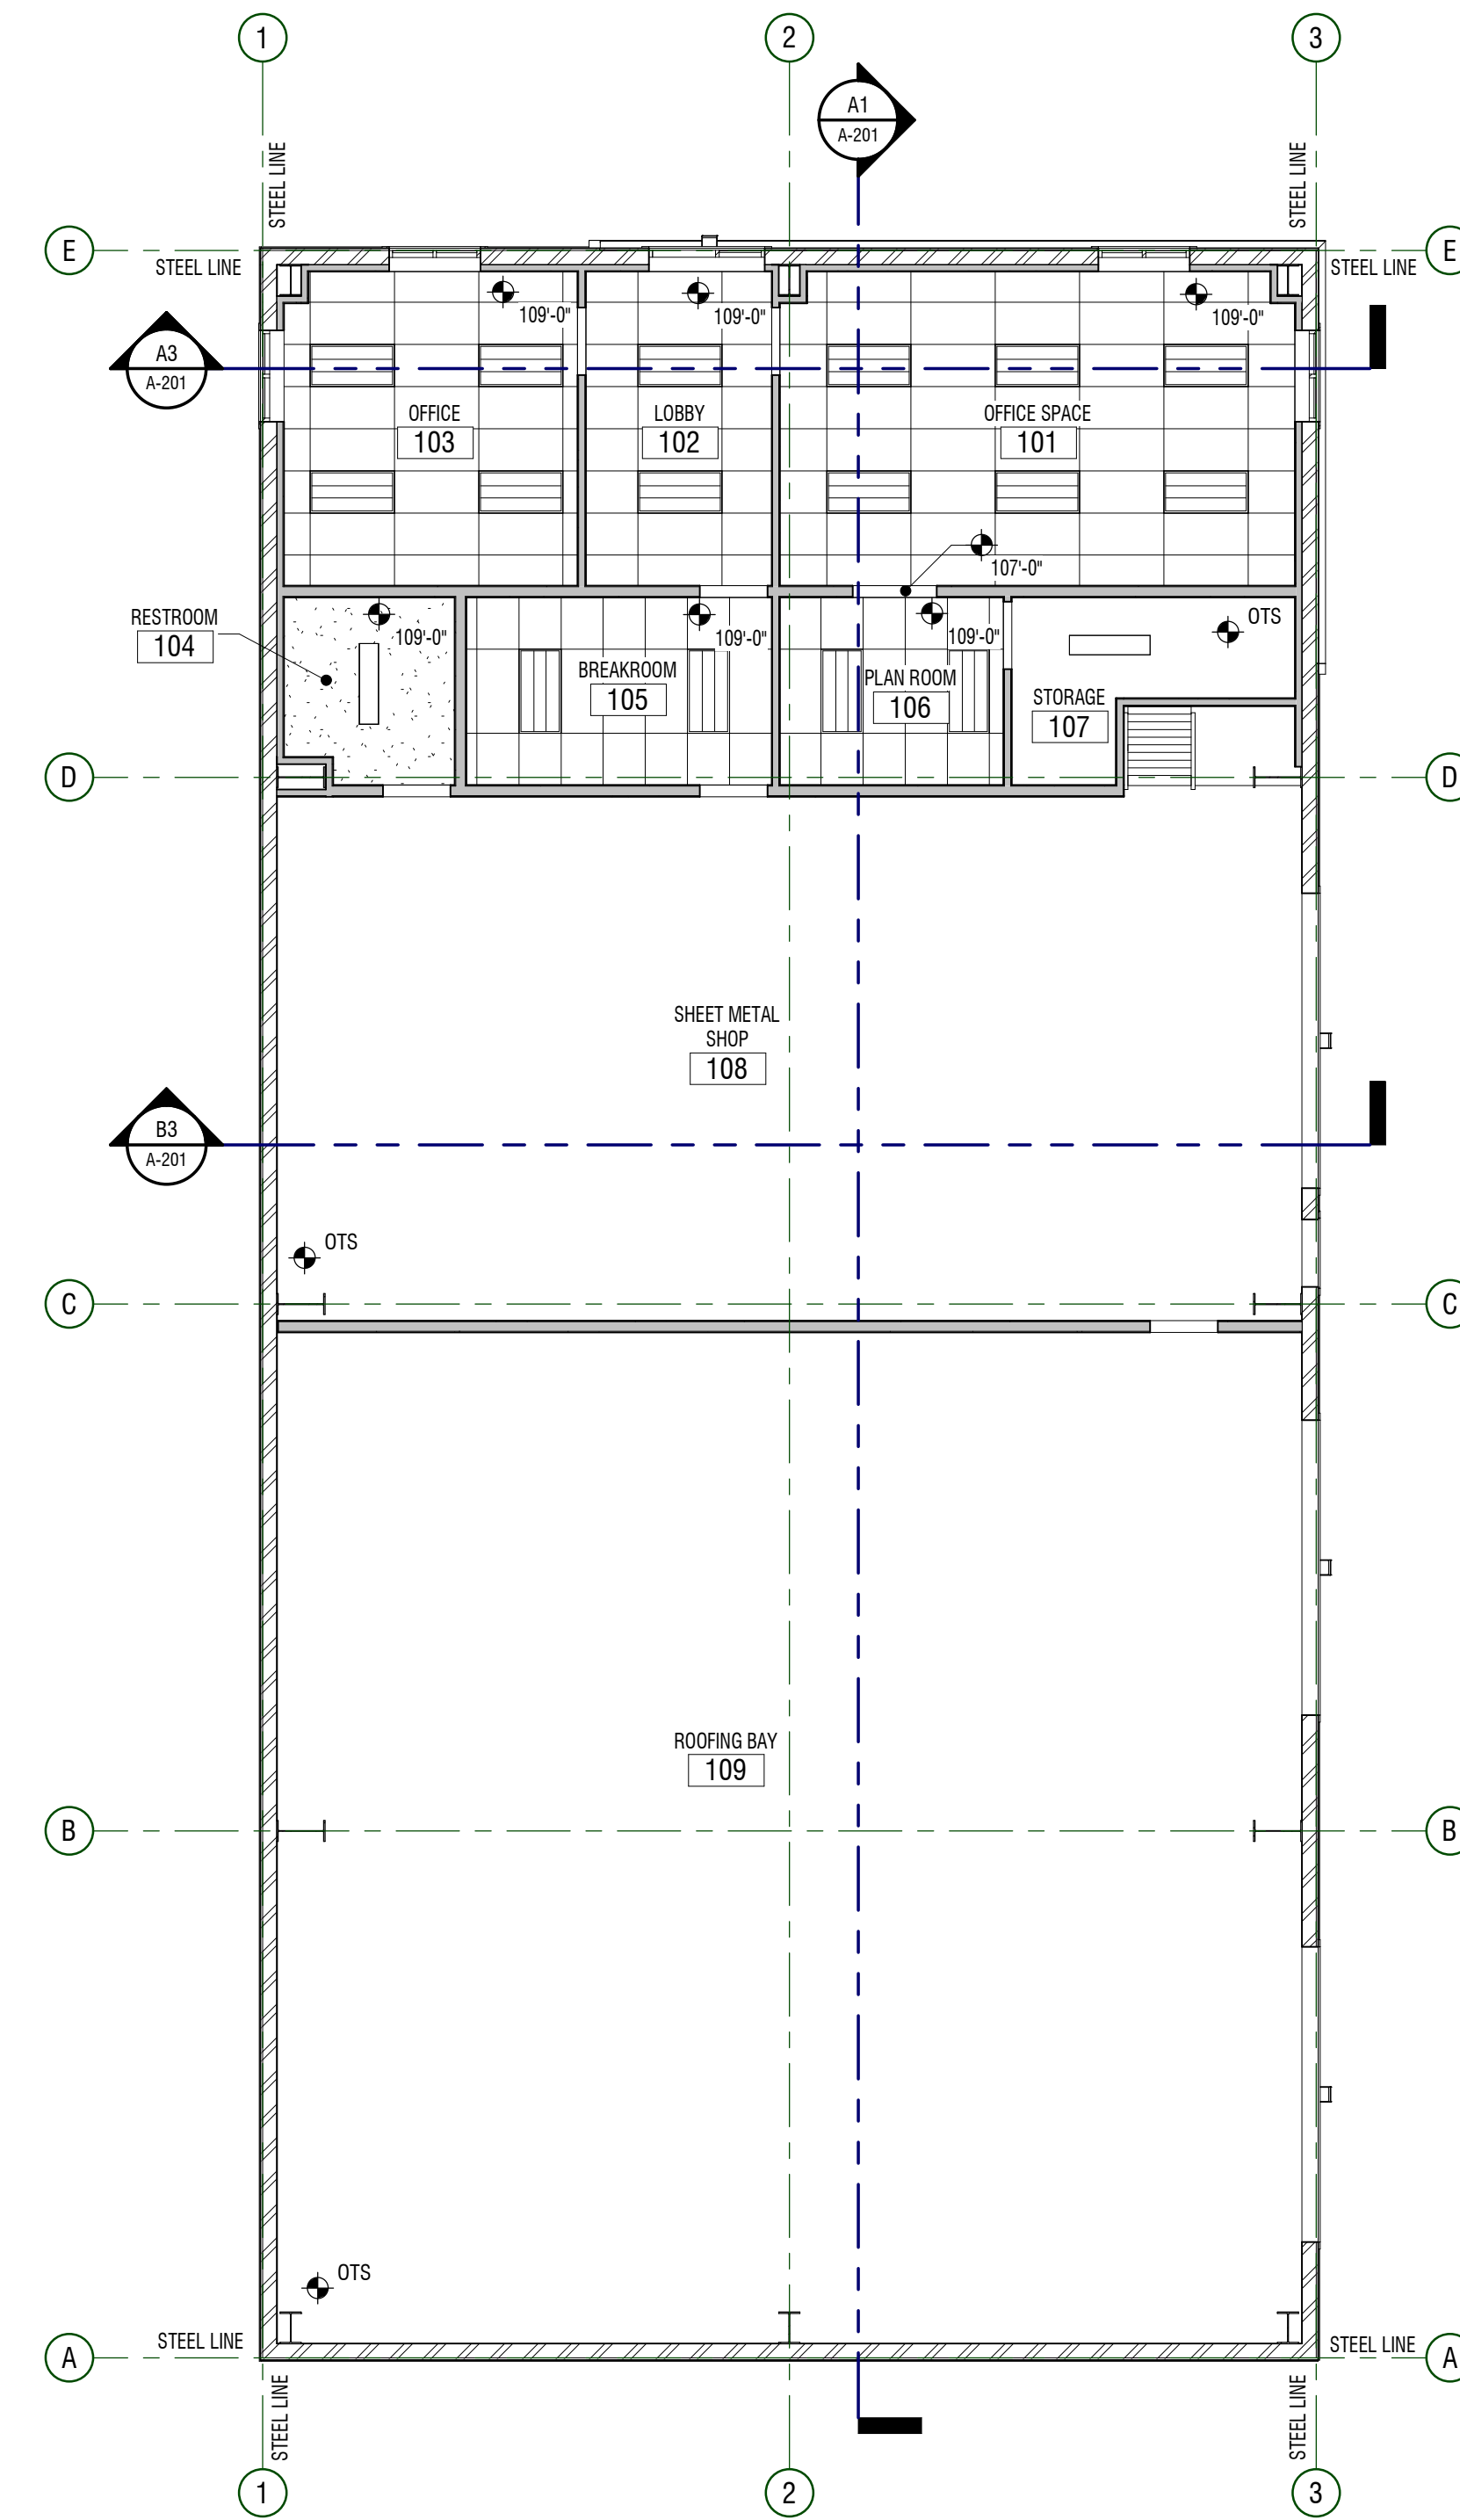 1
2
3
A1
A-201
STEEL LINE
STEEL LINE
E
E
STEEL LINE
STEEL LINE
109'-0"
109'-0"
109'-0"
A3
A-201
OFFICE
103
LOBBY
102
OFFICE SPACE
101
107'-0"
RESTROOM
104
109'-0"
109'-0"
109'-0"
OTS
BREAKROOM
105
PLAN ROOM
106
STORAGE
107
D
D
SHEET METAL
SHOP
108
B3
A-201
OTS
C
C
ROOFING BAY
109
B
B
OTS
STEEL LINE
STEEL LINE
A
A
STEEL LINE
STEEL LINE
1
2
3